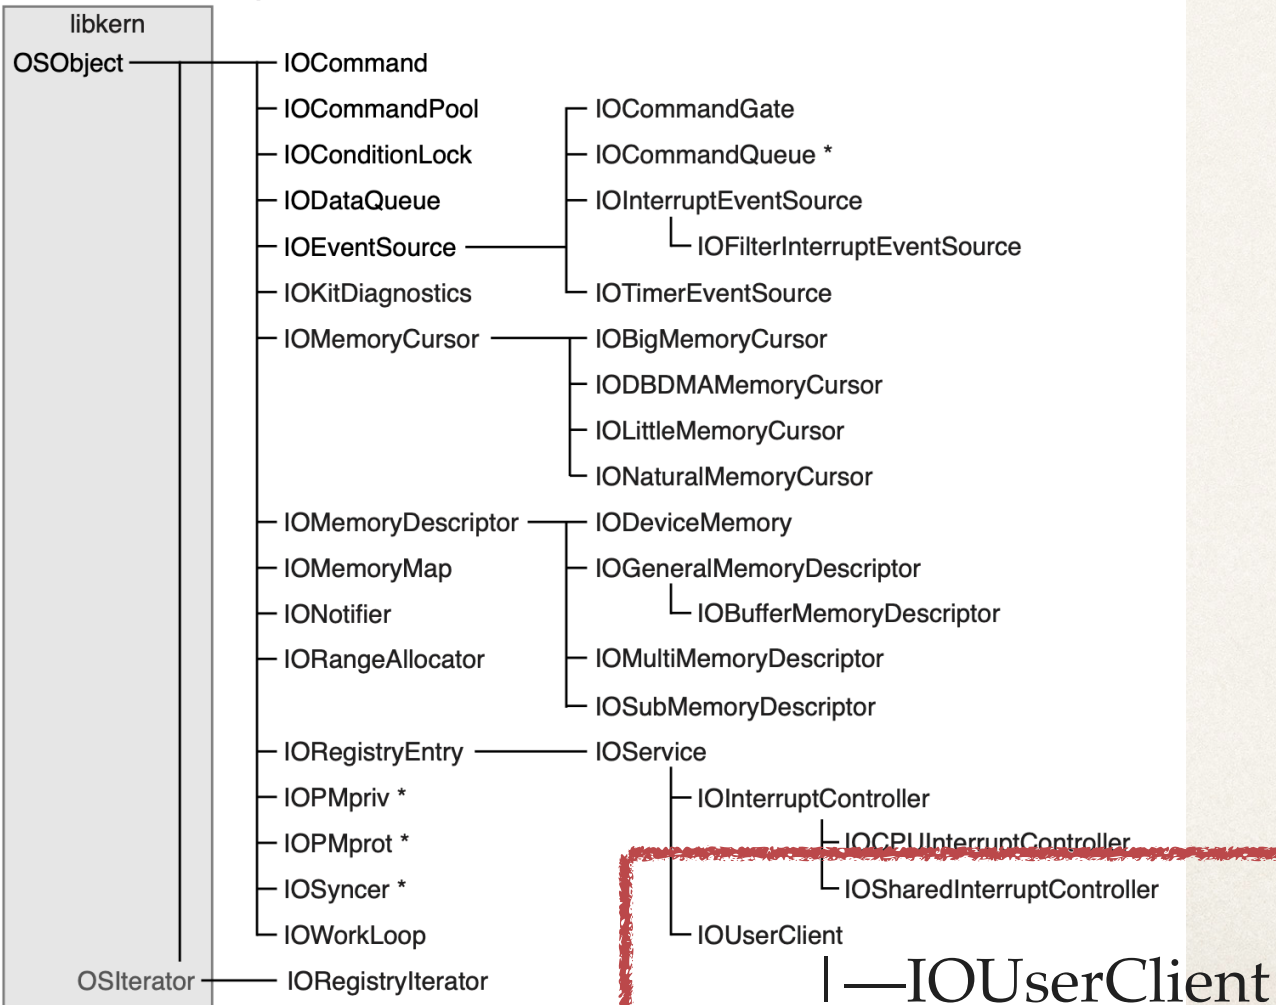 libkern
OSObject IOCommand
IOCommandPool IOCommandGate
IOConditionLock IOCommandQueue *
IODataQueue IOInterruptEventSource
IOEventSource IOFilterInterruptEventSource
IOKitDiagnostics IOTimerEventSource
IOMemoryCursor IOBigMemoryCursor
IODBDMAMemoryCursor
IOLittleMemoryCursor
IONaturalMemoryCursor
IOMemoryDescriptor IODeviceMemory
IOMemoryMap IOGeneralMemoryDescriptor
IONotifier IOBufferMemoryDescriptor
IORangeAllocator IOMultiMemoryDescriptor
IOSubMemoryDescriptor
IORegistryEntry IOService
IOPMpriv * IOInterruptController
IOPMprot * IOCPUInterruptController
IOSyncer * IOSharedInterruptController
IOWorkLoop IOUserClient
OSIterator IORegistryIterator IOUserClient